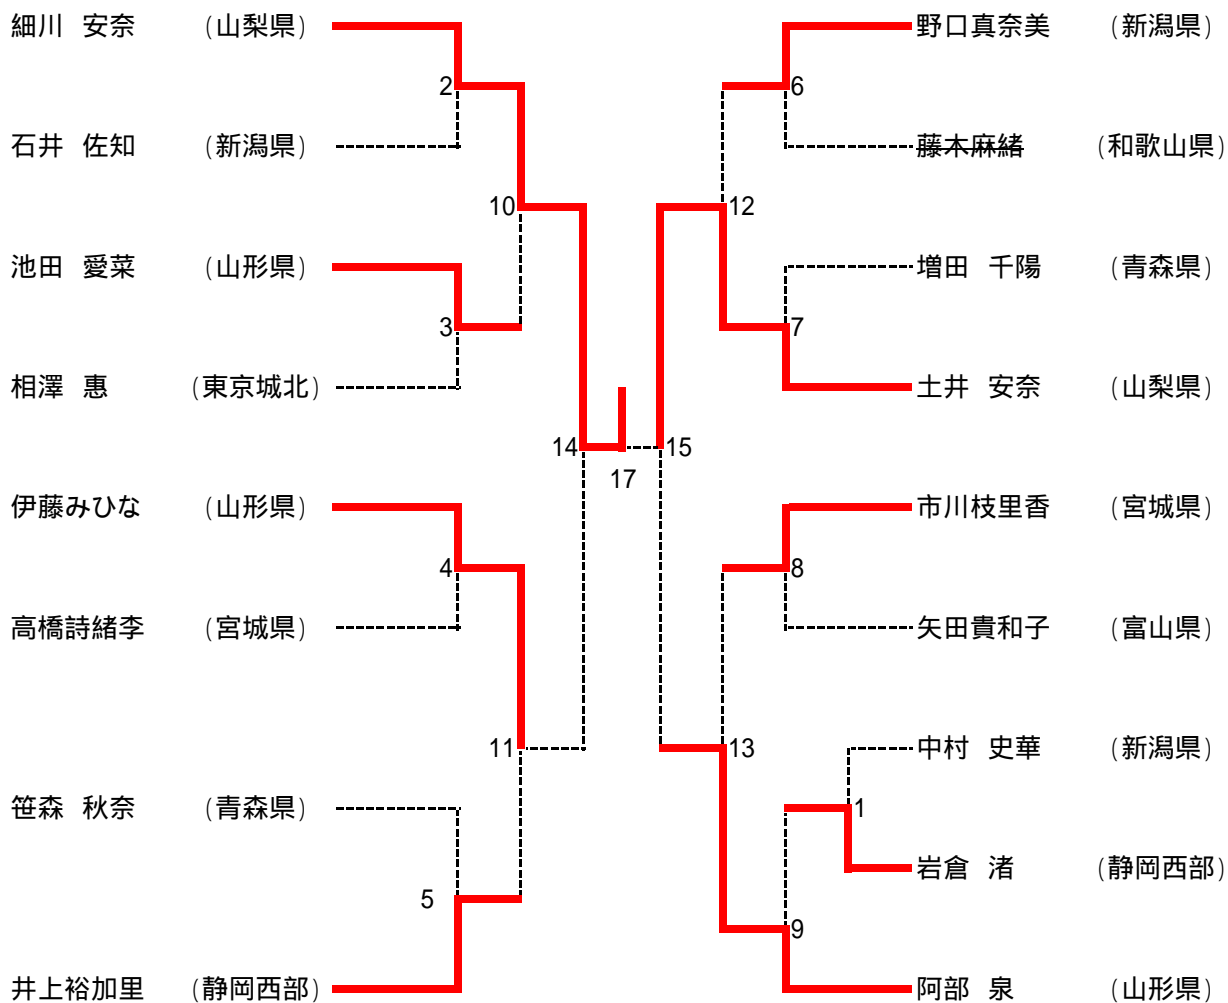 細川 安奈 (山梨県) 野口真奈美 (新潟県)
2 6
石井 佐知 (新潟県) 藤木麻緒 (和歌山県)
10 12
池田 愛菜 (山形県) 増田 千陽 (青森県)
3 7
相澤 惠 (東京城北) 土井 安奈 (山梨県)
14 15
17
伊藤みひな (山形県) 市川枝里香 (宮城県)
4 8
高橋詩緒李 (宮城県) 矢田貴和子 (富山県)
11 13 中村 史華 (新潟県)
笹森 秋奈 (青森県) 1
岩倉 渚 (静岡西部)
5 9
井上裕加里 (静岡西部) 阿部 泉 (山形県)